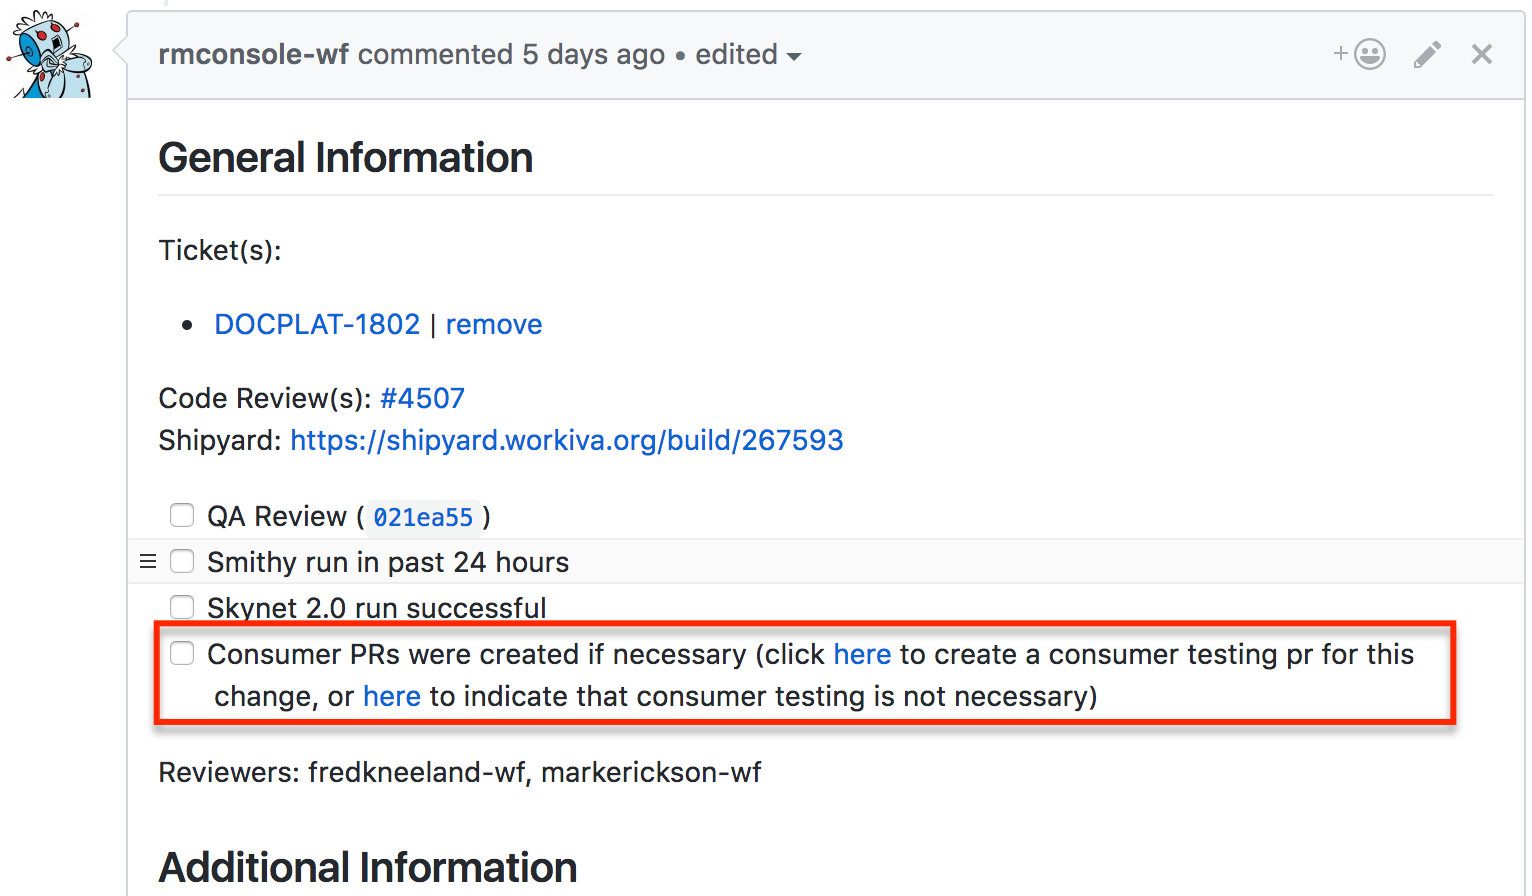 rmconsole-wf commented 5 days ago • edited
General Information
Ticket(s):
• DOCPLAT-1802 | remove
Code Review(s): #4507
Shipyard: https://shipyard.workiva.org/build/267593
QA Review ( 021ea55 )
Smithy run in past 24 hours
Skynet 2.0 run successful
Consumer PRs were created if necessary (click here to create a consumer testing pr for this
change, or here to indicate that consumer testing is not necessary)
Reviewers: fredkneeland-wf, markerickson-wf
Additional Information